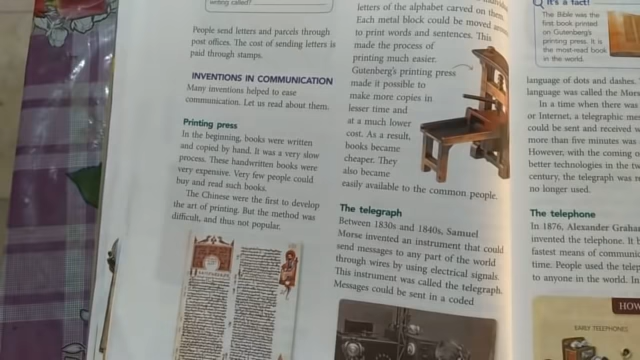 writing called?
People send letters and parcels through
post offices. The cost of sending letters is
paid through stamps.
INVENTIONS IN COMMUNICATION
Many inventions helped to ease
communication. Let us read about them.
Printing press
In the beginning, books were written
and copied by hand. It was a very slow
process. These handwritten books were
very expensive. Very few people could
buy and read such books.
The Chinese were the first to develop
the art of printing. But the method was
difficult, and thus not popular.
letters of the alphabet carved on them.
Each metal block could be moved around
to print words and sentences. This
made the process of
printing much easier.
Gutenberg's printing press
made it possible to
make more copies in
lesser time and
at a much lower
cost. As a result,
books became
cheaper. They
also became
easily available to the common people.
The telegraph
Between 1830s and 1840s, Samuel
Morse invented an instrument that could
send messages to any part of the world
through wires by using electrical signals.
This instrument was called the telegraph.
Messages could be sent in a coded
It's a fact!
The Bible was the
first book printed
on Gutenberg's
printing press. It is
the most-read book
in the world.
language of dots and dashes.
language was called the Morse
In a time when there was
or Internet, a telegraphic
could be sent and received
more than five minutes was
However, with the coming of
better technologies in the
century, the telegraph is
no longer used.
The telephone
In 1876, Alexander Graham
invented the telephone. It
fastest means of
time. People used the
to anyone in the world. In
HOW
EARLY TELEPHONES